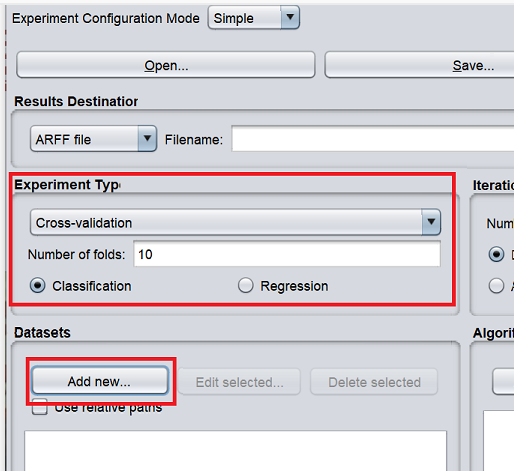 Experiment Configuration Mode Simple
Open... Save...
Results Destination
ARFF file Filename:
Experiment Typ Iteratio
Cross-validation Num
Number of folds: 10
Classification Regression
Datasets Algorit
Add new... Edit selected... Delete selected
Use relative paths